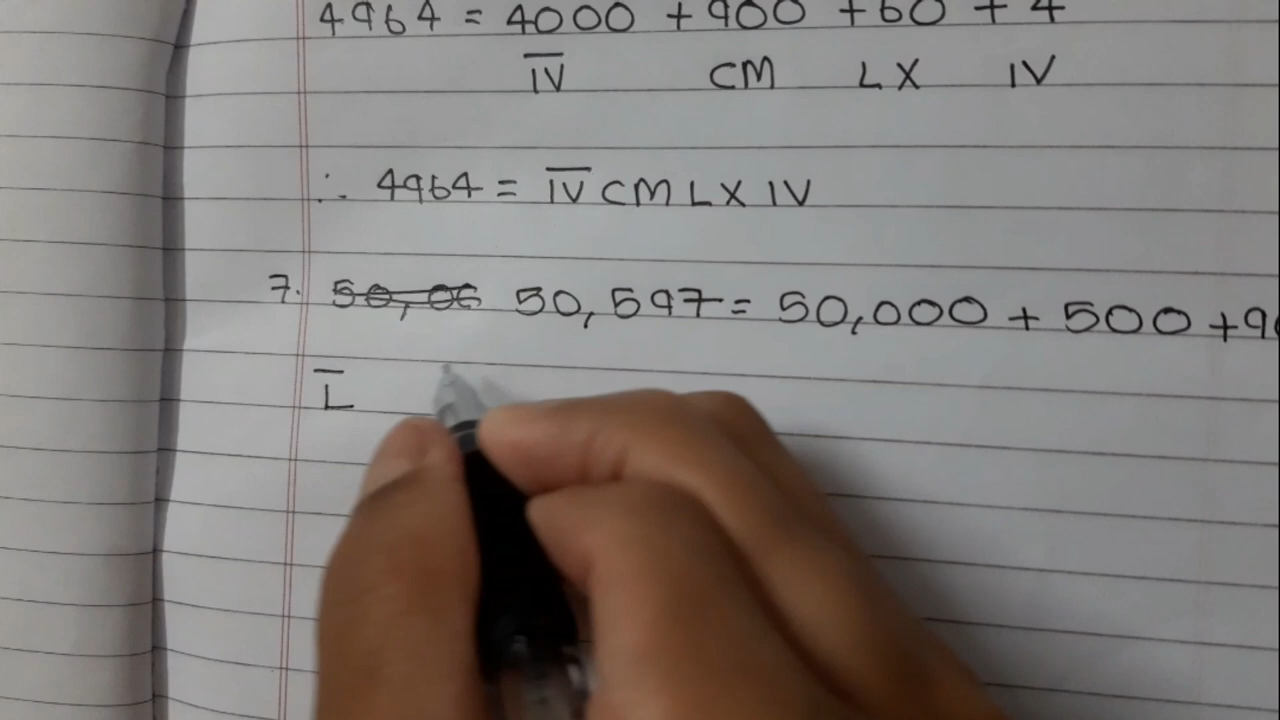 4964 = 4000 + 900 + 60 + 4
I̅V̅ CM LX IV
∴ 4964 = I̅V̅ CM LX IV
7. 50,06 50,597 = 50,000 + 500 + 90
L̅